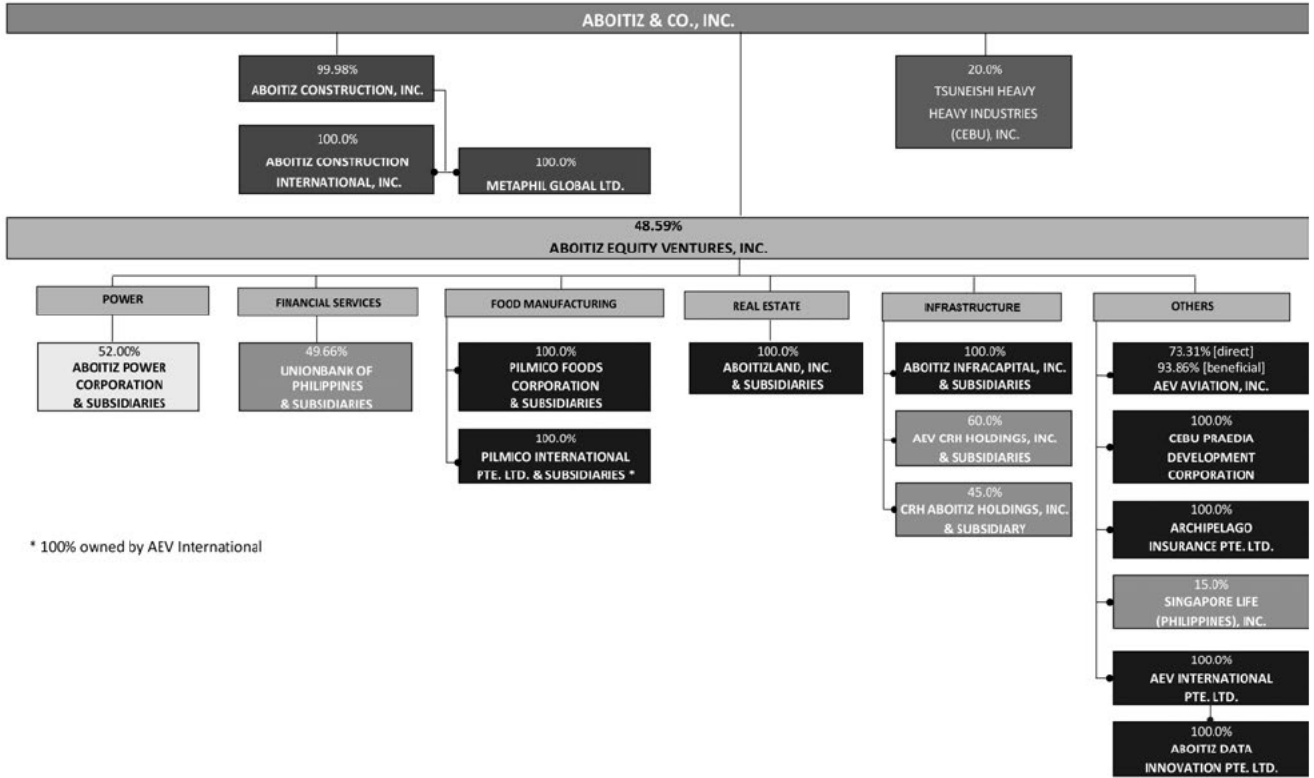 ABOITIZ & CO., INC.
99.98%
ABOITIZ CONSTRUCTION, INC.
20.0%
TSUNEISHI HEAVY
HEAVY INDUSTRIES
(CEBU), INC.
100.0%
ABOITIZ CONSTRUCTION
INTERNATIONAL, INC.
100.0%
METAPHIL GLOBAL LTD.
48.59%
ABOITIZ EQUITY VENTURES, INC.
POWER
52.00%
ABOITIZ POWER
CORPORATION
& SUBSIDIARIES
FINANCIAL SERVICES
49.66%
UNIONBANK OF
PHILIPPINES
& SUBSIDIARIES
FOOD MANUFACTURING
100.0%
PILMICO FOODS
CORPORATION
& SUBSIDIARIES
100.0%
PILMICO INTERNATIONAL
PTE. LTD. & SUBSIDIARIES *
REAL ESTATE
100.0%
ABOITIZLAND, INC.
& SUBSIDIARIES
INFRASTRUCTURE
100.0%
ABOITIZ INFRACAPITAL, INC.
& SUBSIDIARIES
60.0%
AEV CRH HOLDINGS, INC.
& SUBSIDIARIES
45.0%
CRH ABOITIZ HOLDINGS, INC.
& SUBSIDIARY
OTHERS
73.31% [direct]
93.86% [beneficial]
AEV AVIATION, INC.
100.0%
CEBU PRAEDIA
DEVELOPMENT
CORPORATION
100.0%
ARCHIPELAGO
INSURANCE PTE. LTD.
15.0%
SINGAPORE LIFE
(PHILIPPINES), INC.
100.0%
AEV INTERNATIONAL
PTE. LTD.
100.0%
ABOITIZ DATA
INNOVATION PTE. LTD.
* 100% owned by AEV International